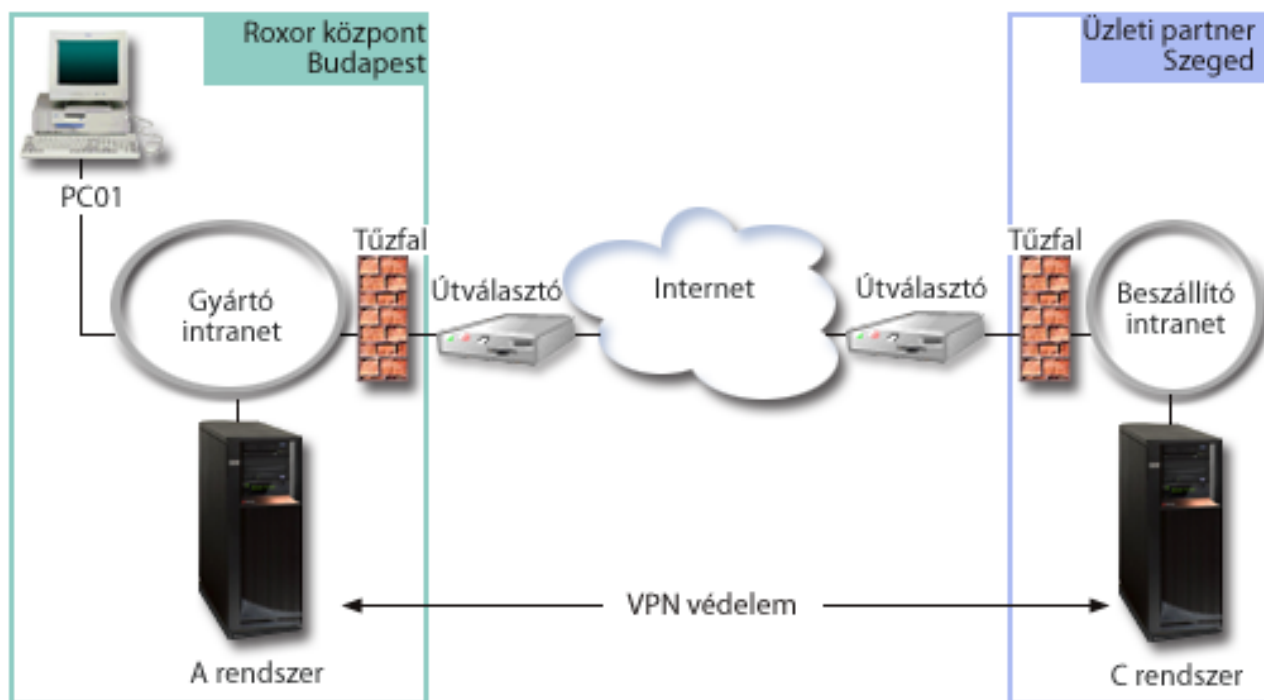 Roxor központ
Budapest
Üzleti partner
Szeged
PC01
Tűzfal
Tűzfal
Útválasztó
Internet
Útválasztó
Gyártó
intranet
Beszállító
intranet
VPN védelem
A rendszer
C rendszer